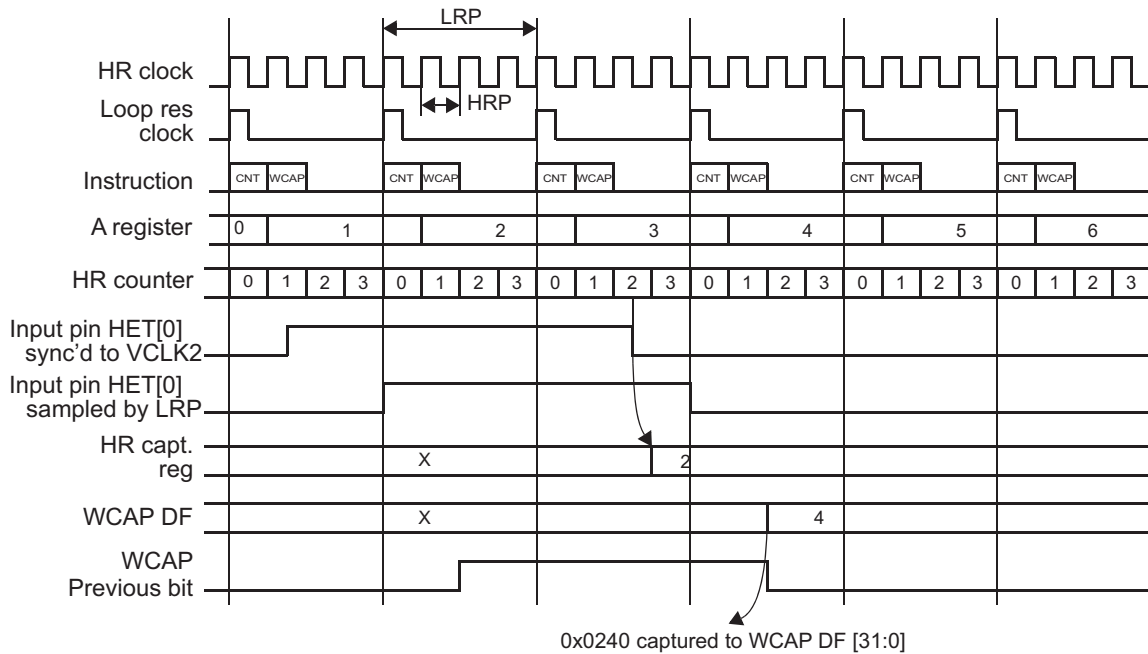 LRP
HR clock
HRP
Loop res
clock
Instruction CNT WCAP CNT WCAP CNT WCAP CNT WCAP CNT WCAP CNT WCAP
A register 0 1 2 3 4 5 6
HR counter 0 1 2 3 0 1 2 3 0 1 2 3 0 1 2 3 0 1 2 3 0 1 2 3
Input pin HET[0]
sync'd to VCLK2
Input pin HET[0]
sampled by LRP
HR capt.
reg X 2
WCAP DF X 4
WCAP
Previous bit
0x0240 captured to WCAP DF [31:0]